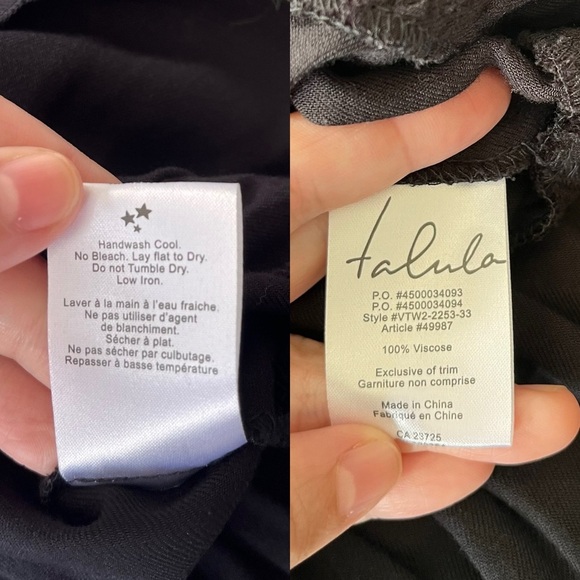 Handwash Cool.
No Bleach. Lay flat to Dry.
Do not Tumble Dry.
Low Iron.
Laver à la main à l'eau fraiche.
Ne pas utiliser d'agent
de blanchiment.
Sécher à plat.
Ne pas sécher par culbutage.
Repasser à basse température
talula
P.O. #4500034093
P.O. #4500034094
Style #VTW2-2253-33
Article #49987
100% Viscose
Exclusive of trim
Garniture non comprise
Made in China
Fabriqué en Chine
CA 23725